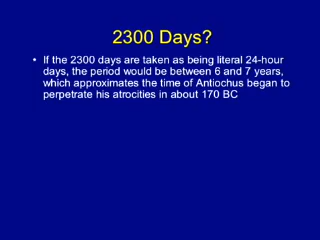 2300 Days?
• If the 2300 days are taken as being literal 24-hour
days, the period would be between 6 and 7 years,
which approximates the time of Antiochus began to
perpetrate his atrocities in about 170 BC